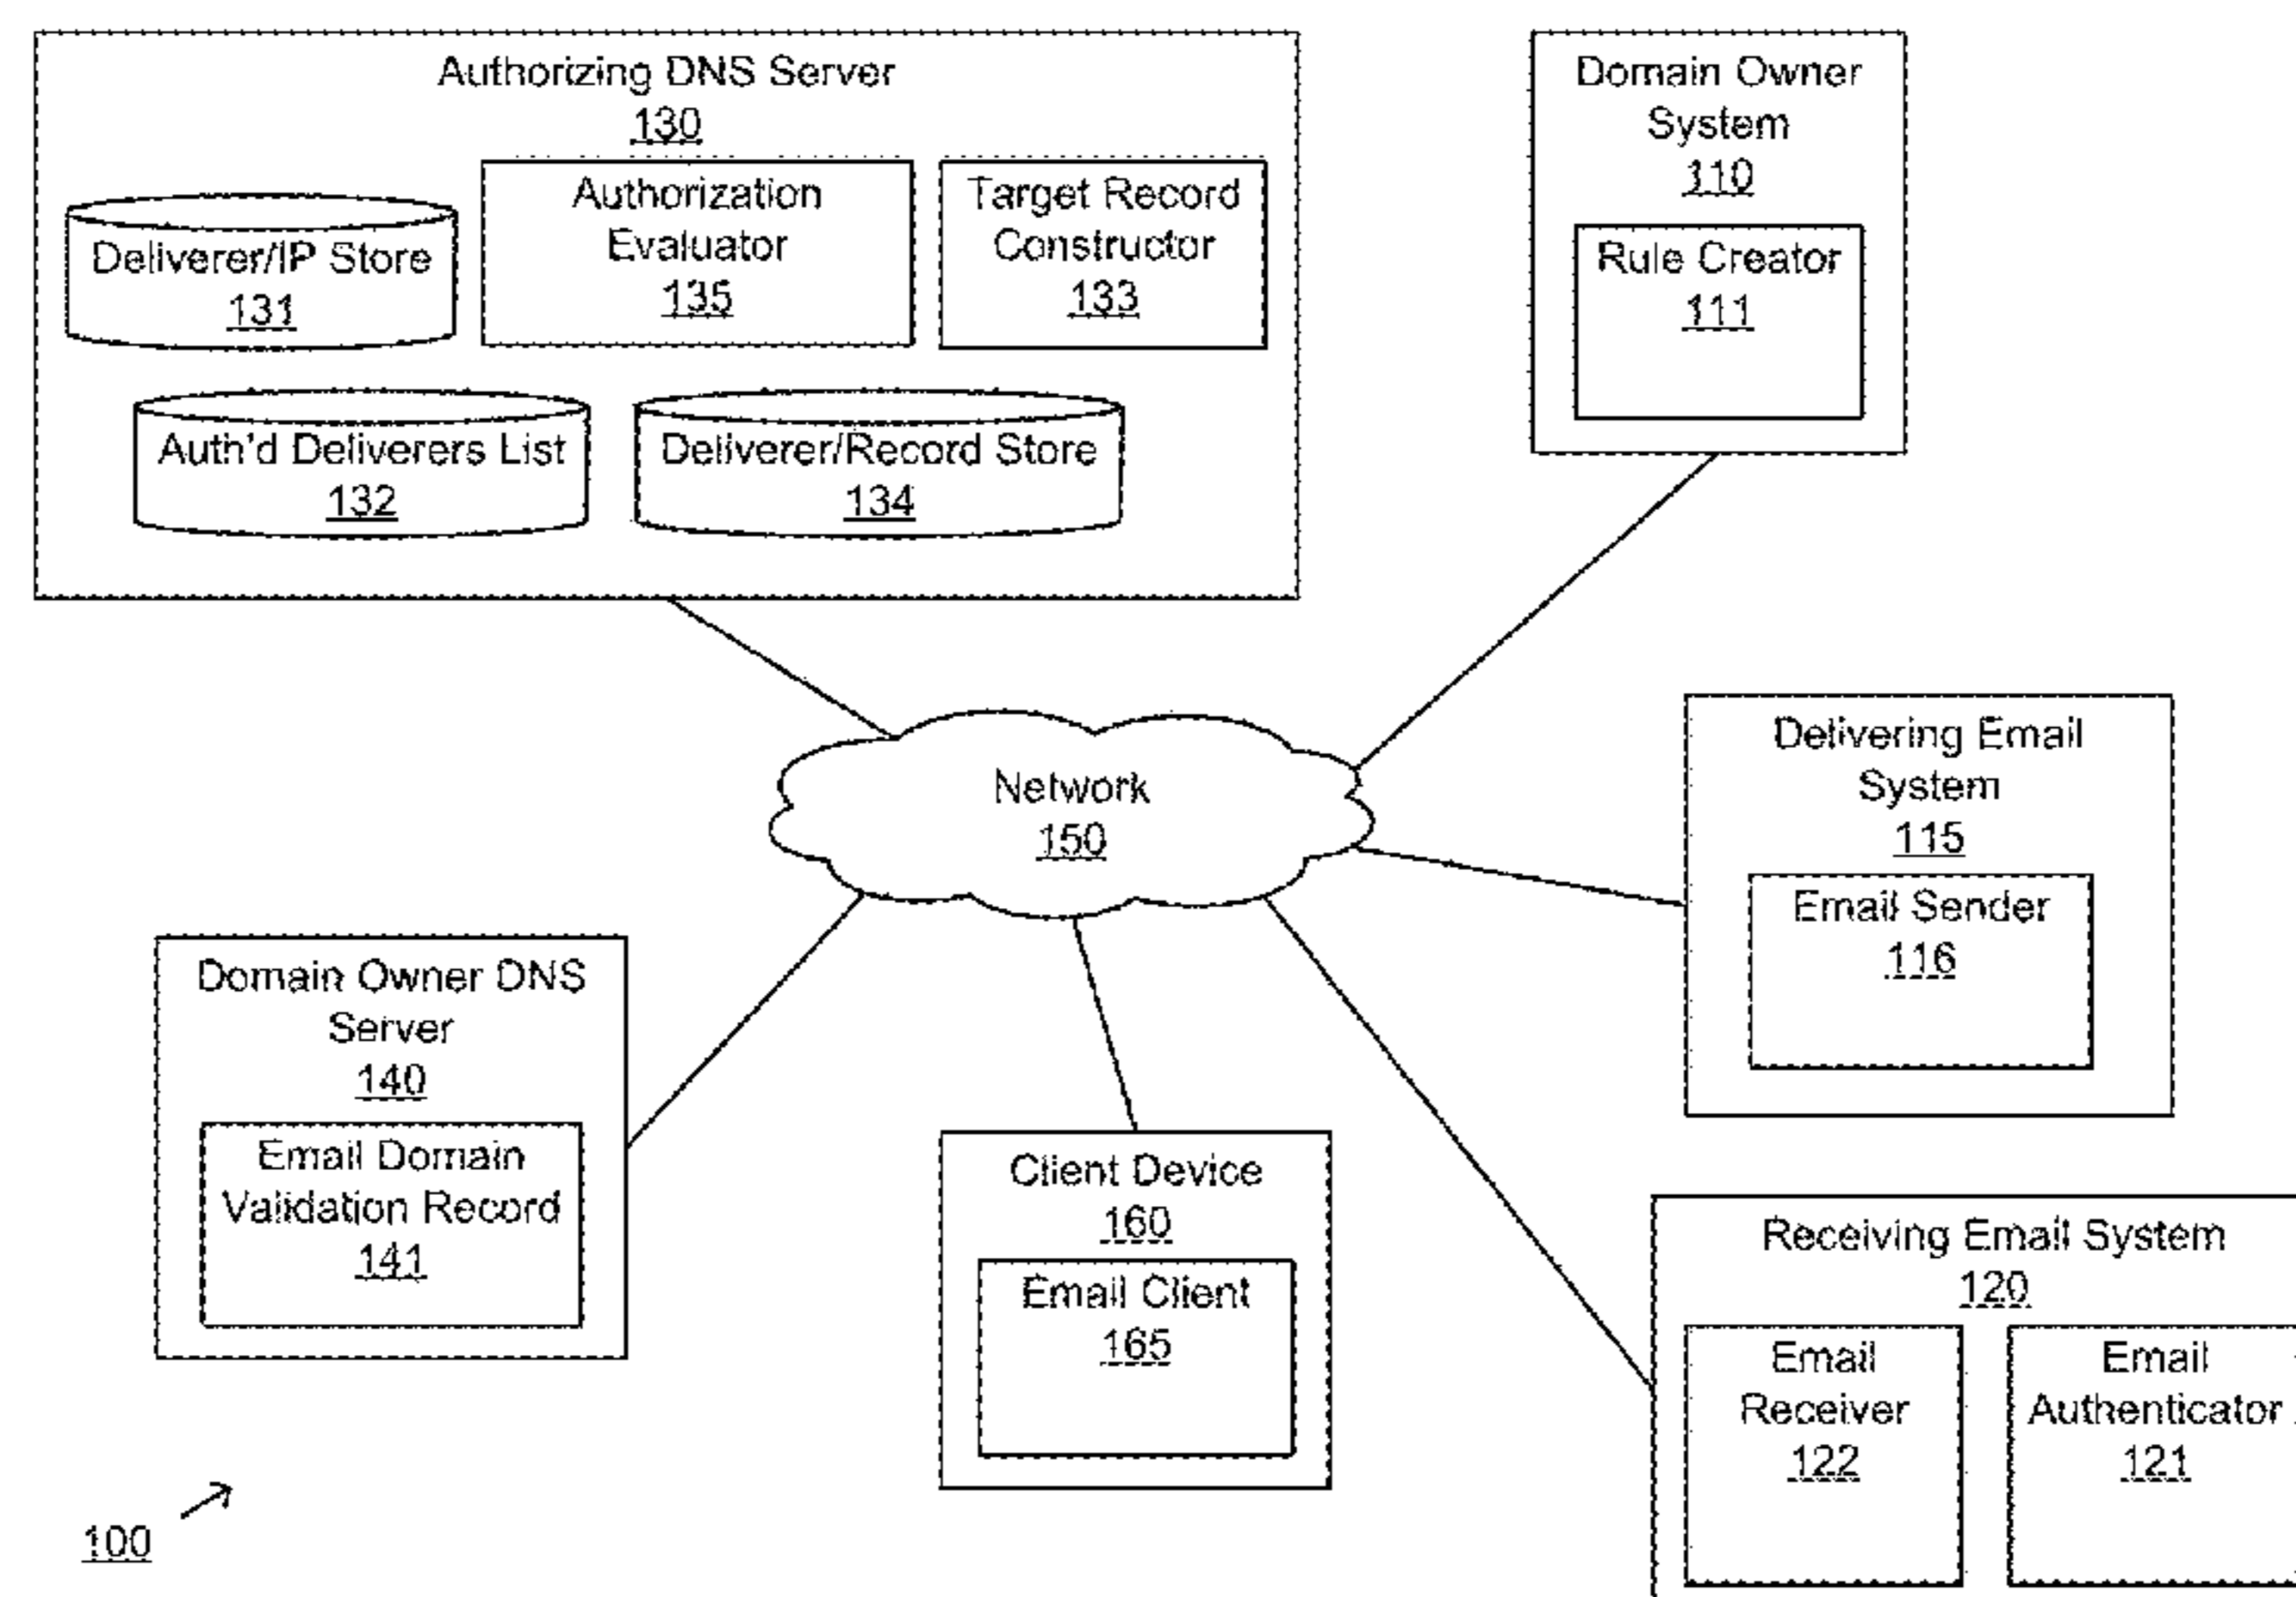 Authorizing DNS Server
130
Deliverer/IP Store
131
Authorization
Evaluator
135
Target Record
Constructor
133
Auth'd Deliverers List
132
Deliverer/Record Store
134
Domain Owner
System
110
Rule Creator
111
Network
150
Delivering Email
System
115
Email Sender
116
Domain Owner DNS
Server
140
Email Domain
Validation Record
141
Client Device
160
Email Client
165
Receiving Email System
120
Email
Receiver
122
Email
Authenticator
121
100